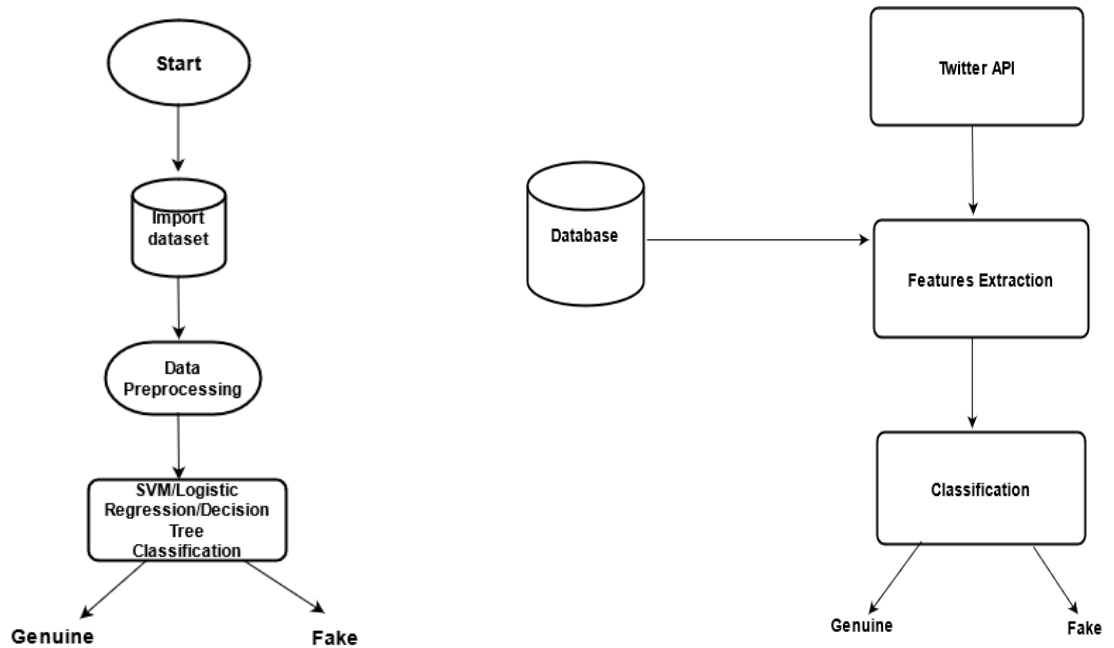 Start
Import
dataset
Data
Preprocessing
SVM/Logistic
Regression/Decision
Tree
Classification
Genuine
Fake
Twitter API
Database
Features Extraction
Classification
Genuine
Fake